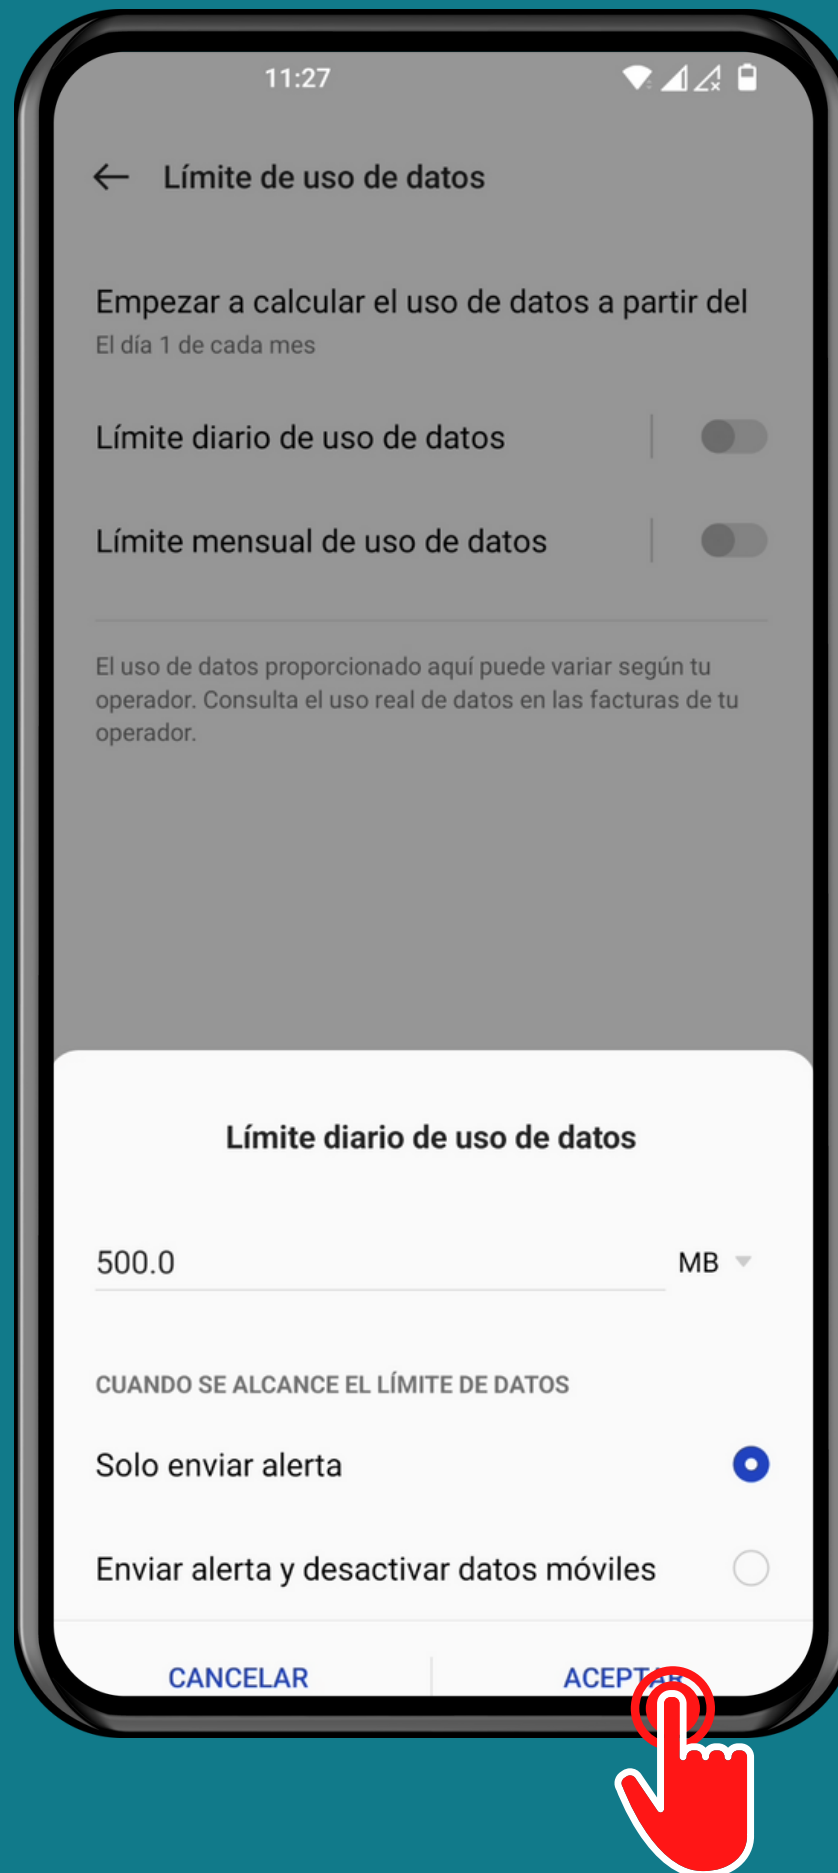 11:27
Límite de uso de datos
Empezar a calcular el uso de datos a partir del
El día 1 de cada mes
Límite diario de uso de datos
Límite mensual de uso de datos
El uso de datos proporcionado aquí puede variar según tu
operador. Consulta el uso real de datos en las facturas de tu
operador.
Límite diario de uso de datos
500.0 MB
CUANDO SE ALCANCE EL LÍMITE DE DATOS
Solo enviar alerta
Enviar alerta y desactivar datos móviles
CANCELAR ACEPTAR